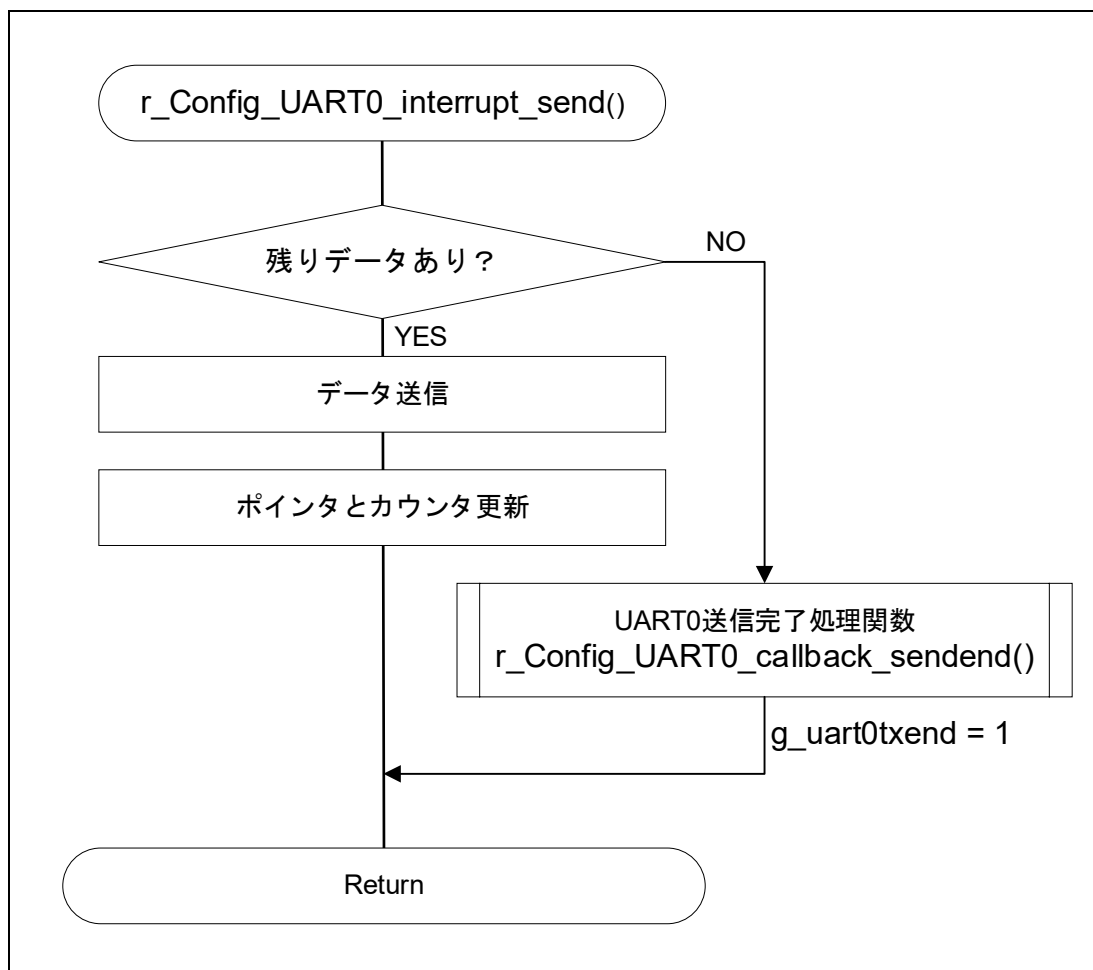 r_Config_UART0_interrupt_send()
残りデータあり？
NO
YES
データ送信
ポインタとカウンタ更新
UART0送信完了処理関数
r_Config_UART0_callback_sendend()
g_uart0txend = 1
Return